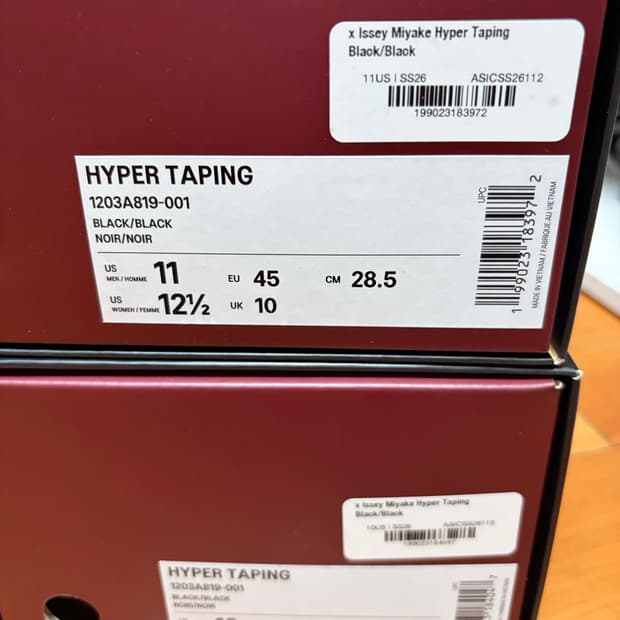 x Issey Miyake Hyper Taping
Black/Black
11US | SS26 ASICSS26112
199023183972
HYPER TAPING
1203A819-001
BLACK/BLACK
NOIR/NOIR
US MEN / HOMME 11 EU 45 CM 28.5
US WOMEN / FEMME 12½ UK 10
UPC
1 99023 18397 2
MADE IN VIETNAM / FABRIQUE AU VIETNAM
x Issey Miyake Hyper Taping
Black/Black
10US | SS26
HYPER TAPING
1203A819-001
BLACK/BLACK
NOIR/NOIR
UPC